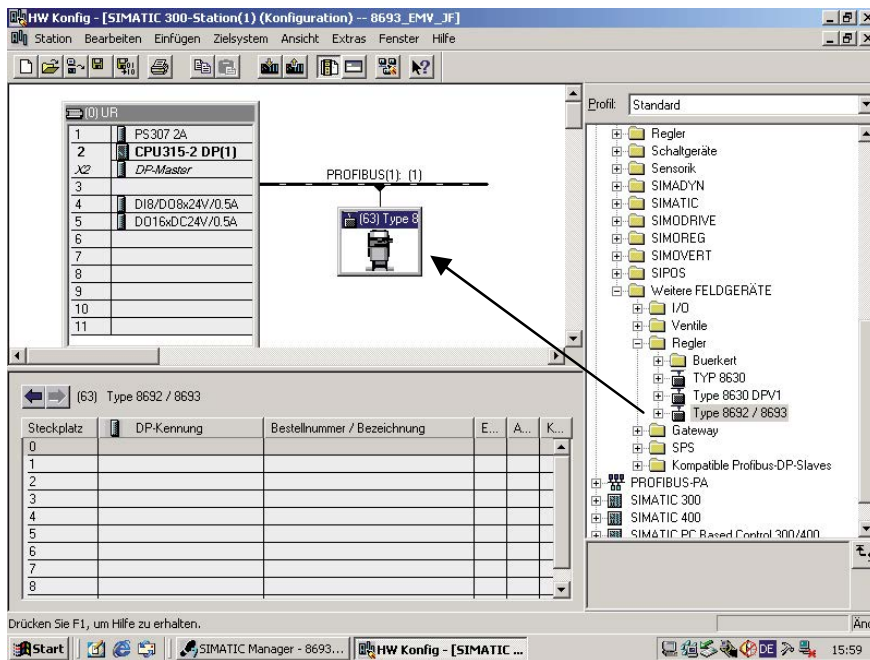 HW Konfig - [SIMATIC 300-Station(1) (Konfiguration) -- 8693_EMV_JF]
Station Bearbeiten Einfügen Zielsystem Ansicht Extras Fenster Hilfe
(0) UR
1 PS307 2A
2 CPU315-2 DP(1)
X2 DP-Master
3
4 DI8/DO8x24V/0.5A
5 DO16xDC24V/0.5A
6
7
8
9
10
11
PROFIBUS(1): (1)
(63) Type 8
Profil: Standard
Regler
Schaltgeräte
Sensorik
SIMADYN
SIMATIC
SIMODRIVE
SIMOREG
SIMOVERT
SIPOS
Weitere FELDGERÄTE
I/O
Ventile
Regler
Buerkert
TYP 8630
Type 8630 DPV1
Type 8692 / 8693
Gateway
SPS
Kompatible Profibus-DP-Slaves
PROFIBUS-PA
SIMATIC 300
SIMATIC 400
SIMATIC PC Based Control 300/400
(63) Type 8692 / 8693
Steckplatz DP-Kennung Bestellnummer / Bezeichnung E... A... K...
0
1
2
3
4
5
6
7
8
Drücken Sie F1, um Hilfe zu erhalten.
Änd
Start SIMATIC Manager - 8693... HW Konfig - [SIMATIC ... DE 15:59